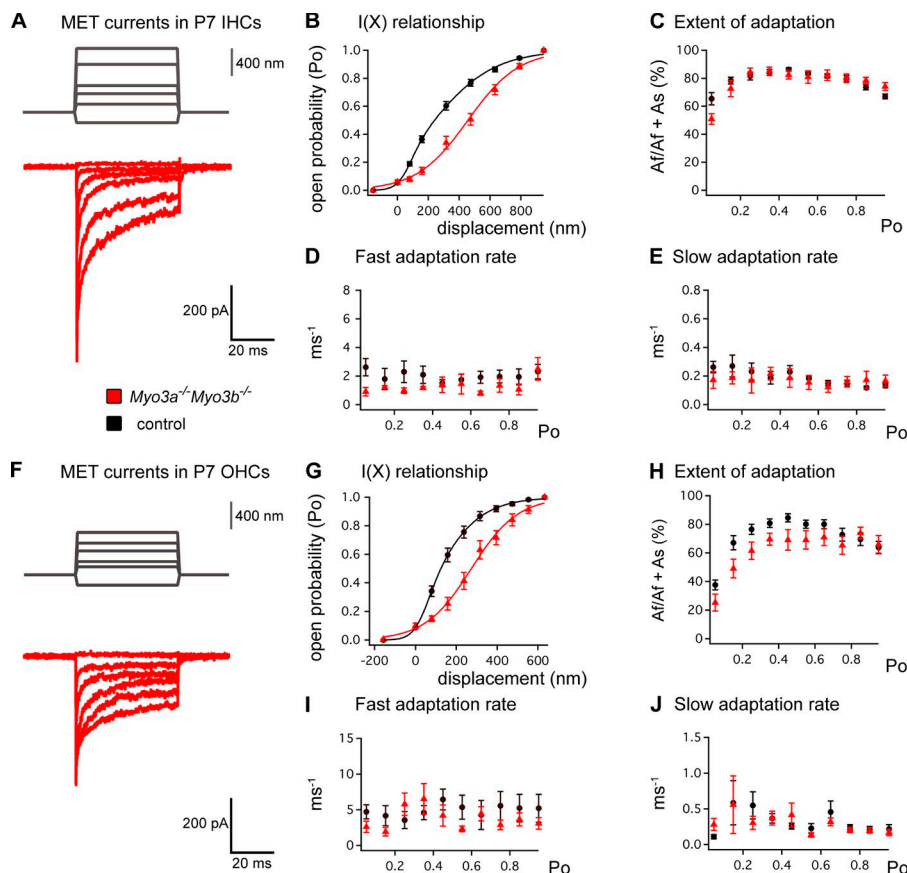 A MET currents in P7 IHCs
400 nm
200 pA
20 ms
Myo3a-/-Myo3b-/-
control
B I(X) relationship
open probability (Po)
1.0
0.8
0.6
0.4
0.2
0.0
0 200 400 600 800
displacement (nm)
C Extent of adaptation
Af/Af + As (%)
100
80
60
40
20
0
0.2 0.4 0.6 0.8
Po
D Fast adaptation rate
ms-1
8
6
4
2
0
0.2 0.4 0.6 0.8
Po
E Slow adaptation rate
ms-1
0.8
0.6
0.4
0.2
0.0
0.2 0.4 0.6 0.8
Po
F MET currents in P7 OHCs
400 nm
200 pA
20 ms
G I(X) relationship
open probability (Po)
1.0
0.8
0.6
0.4
0.2
0.0
-200 0 200 400 600
displacement (nm)
H Extent of adaptation
Af/Af + As (%)
100
80
60
40
20
0
0.2 0.4 0.6 0.8
Po
I Fast adaptation rate
ms-1
15
10
5
0
0.2 0.4 0.6 0.8
Po
J Slow adaptation rate
ms-1
1.5
1.0
0.5
0.0
0.2 0.4 0.6 0.8
Po